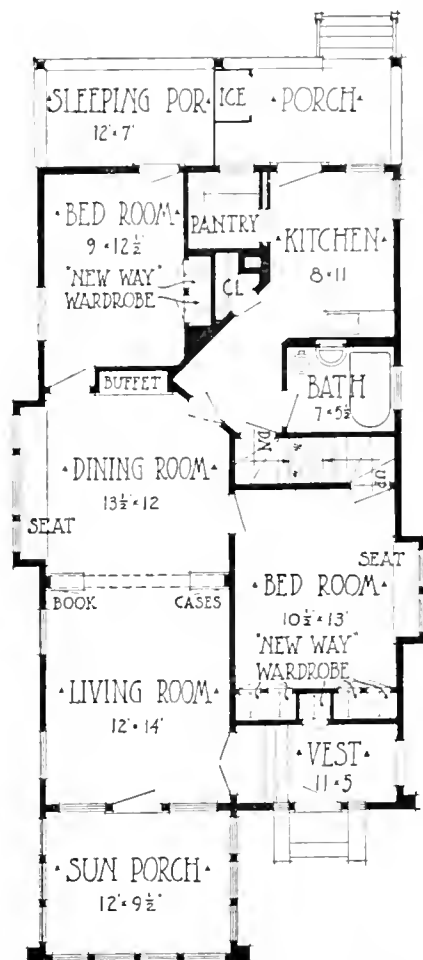 SLEEPING POR
12'×7'
ICE
PORCH
BED ROOM
9×12½'
PANTRY
KITCHEN
8×11
"NEW WAY"
WARDROBE
CL
BUFFET
BATH
7×5½
DN
UP
DINING ROOM
13½×12
SEAT
SEAT
BED ROOM
10½×13'
BOOK CASES
"NEW WAY"
WARDROBE
LIVING ROOM
12'×14'
VEST
11×5
SUN PORCH
12'×9½'